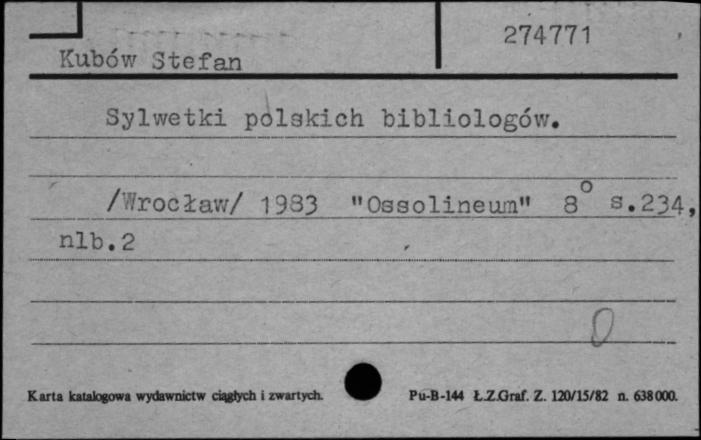 274771
Kubów Stefan
Sylwetki polskich bibliologów.
/Wrocław/ 1983 "Ossolineum" 8° s.234,
nlb.2
0
Karta katalogowa wydawnictw ciągłych i zwartych. Pu-B-144 Ł.Z.Graf. Z. 120/15/82 n. 638000.